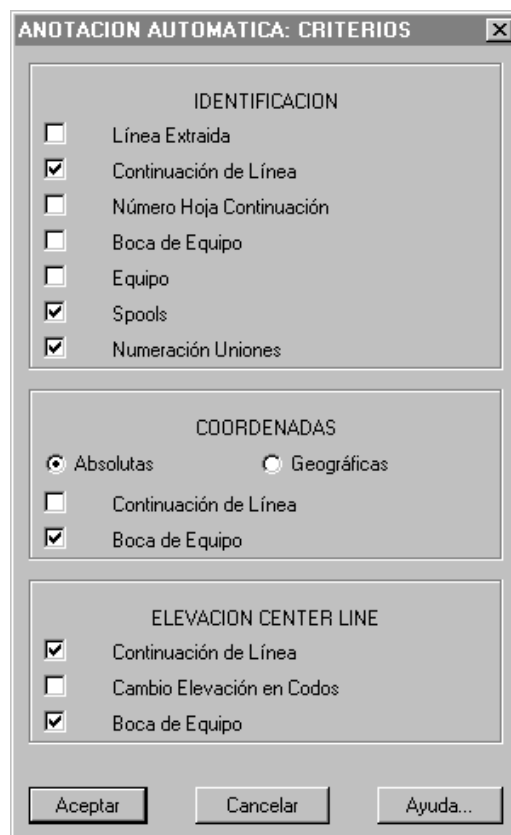 ANOTACION AUTOMATICA: CRITERIOS
IDENTIFICACION
Línea Extraida
Continuación de Línea
Número Hoja Continuación
Boca de Equipo
Equipo
Spools
Numeración Uniones
COORDENADAS
Absolutas Geográficas
Continuación de Línea
Boca de Equipo
ELEVACION CENTER LINE
Continuación de Línea
Cambio Elevación en Codos
Boca de Equipo
Aceptar Cancelar Ayuda...